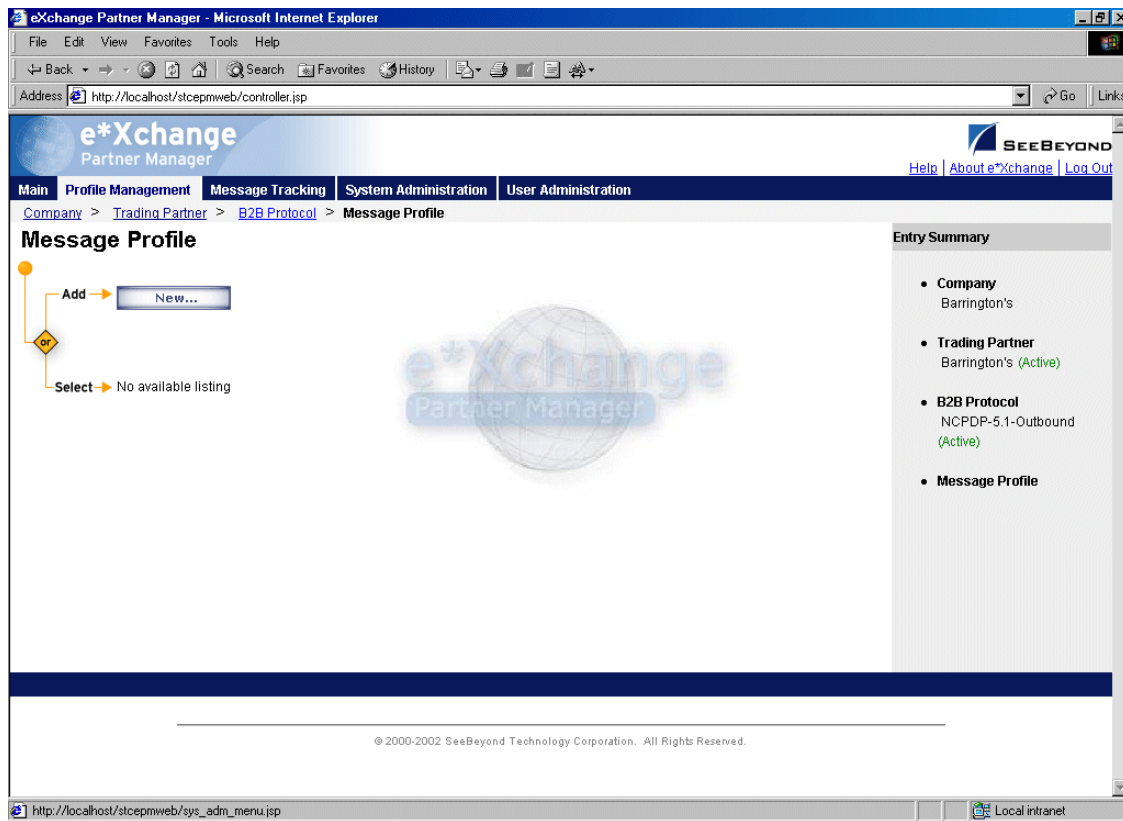 eXchange Partner Manager - Microsoft Internet Explorer
File Edit View Favorites Tools Help
Back Search Favorites History
Address http://localhost/stcepmweb/controller.jsp Go Links
e*Xchange
Partner Manager
SEEBEYOND
Help | About e*Xchange | Log Out
Main Profile Management Message Tracking System Administration User Administration
Company > Trading Partner > B2B Protocol > Message Profile
Message Profile
Entry Summary
Add New...
or
Select No available listing
e*Xchange
Partner Manager
• Company
Barrington's
• Trading Partner
Barrington's (Active)
• B2B Protocol
NCPDP-5.1-Outbound
(Active)
• Message Profile
© 2000-2002 SeeBeyond Technology Corporation. All Rights Reserved.
http://localhost/stcepmweb/sys_adm_menu.jsp Local intranet